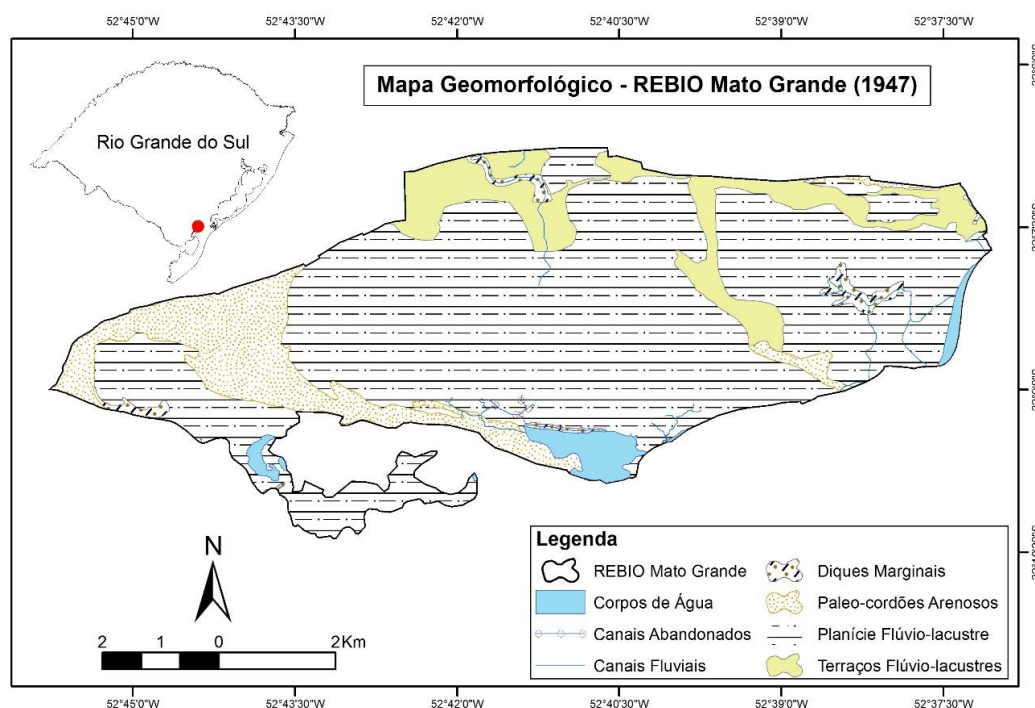 52°45'0"W 52°43'30"W 52°42'0"W 52°40'30"W 52°39'0"W 52°37'30"W
Mapa Geomorfológico - REBIO Mato Grande (1947)
Rio Grande do Sul
N
2 1 0 2 Km
Legenda
REBIO Mato Grande
Corpos de Água
Canais Abandonados
Canais Fluviais
Diques Marginais
Paleo-cordões Arenosos
Planície Flúvio-lacustre
Terraços Flúvio-lacustres
52°45'0"W 52°43'30"W 52°42'0"W 52°40'30"W 52°39'0"W 52°37'30"W